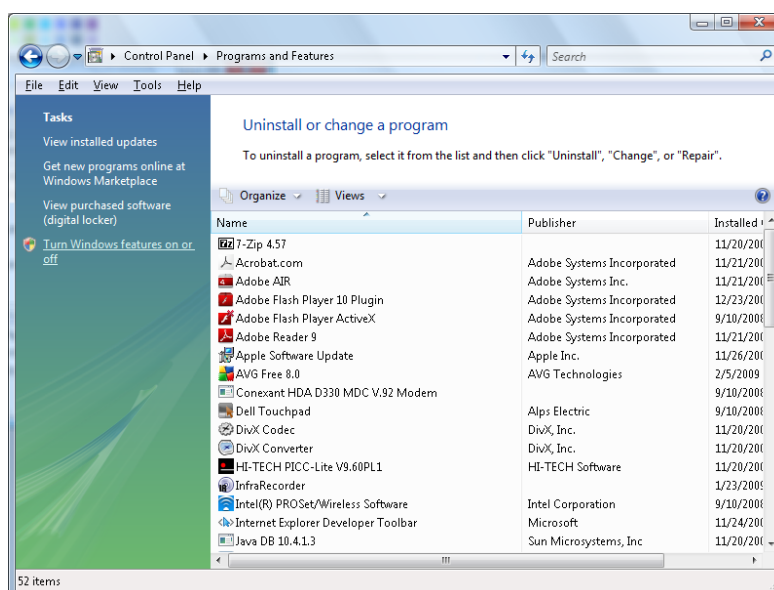 Control Panel ▸ Programs and Features
Search
File Edit View Tools Help
Tasks
View installed updates
Get new programs online at
Windows Marketplace
View purchased software
(digital locker)
Turn Windows features on or
off
Uninstall or change a program
To uninstall a program, select it from the list and then click "Uninstall", "Change", or "Repair".
Organize Views
Name Publisher Installed
7-Zip 4.57 11/20/200
Acrobat.com Adobe Systems Incorporated 11/21/200
Adobe AIR Adobe Systems Inc. 11/21/200
Adobe Flash Player 10 Plugin Adobe Systems Incorporated 12/23/200
Adobe Flash Player ActiveX Adobe Systems Incorporated 9/10/2008
Adobe Reader 9 Adobe Systems Incorporated 11/21/200
Apple Software Update Apple Inc. 11/26/200
AVG Free 8.0 AVG Technologies 2/5/2009
Conexant HDA D330 MDC V.92 Modem 9/10/2008
Dell Touchpad Alps Electric 9/10/2008
DivX Codec DivX, Inc. 11/20/200
DivX Converter DivX, Inc. 11/20/200
HI-TECH PICC-Lite V9.60PL1 HI-TECH Software 11/20/200
InfraRecorder 1/23/2009
Intel(R) PROSet/Wireless Software Intel Corporation 9/10/2008
Internet Explorer Developer Toolbar Microsoft 11/24/200
Java DB 10.4.1.3 Sun Microsystems, Inc 11/20/200
52 items